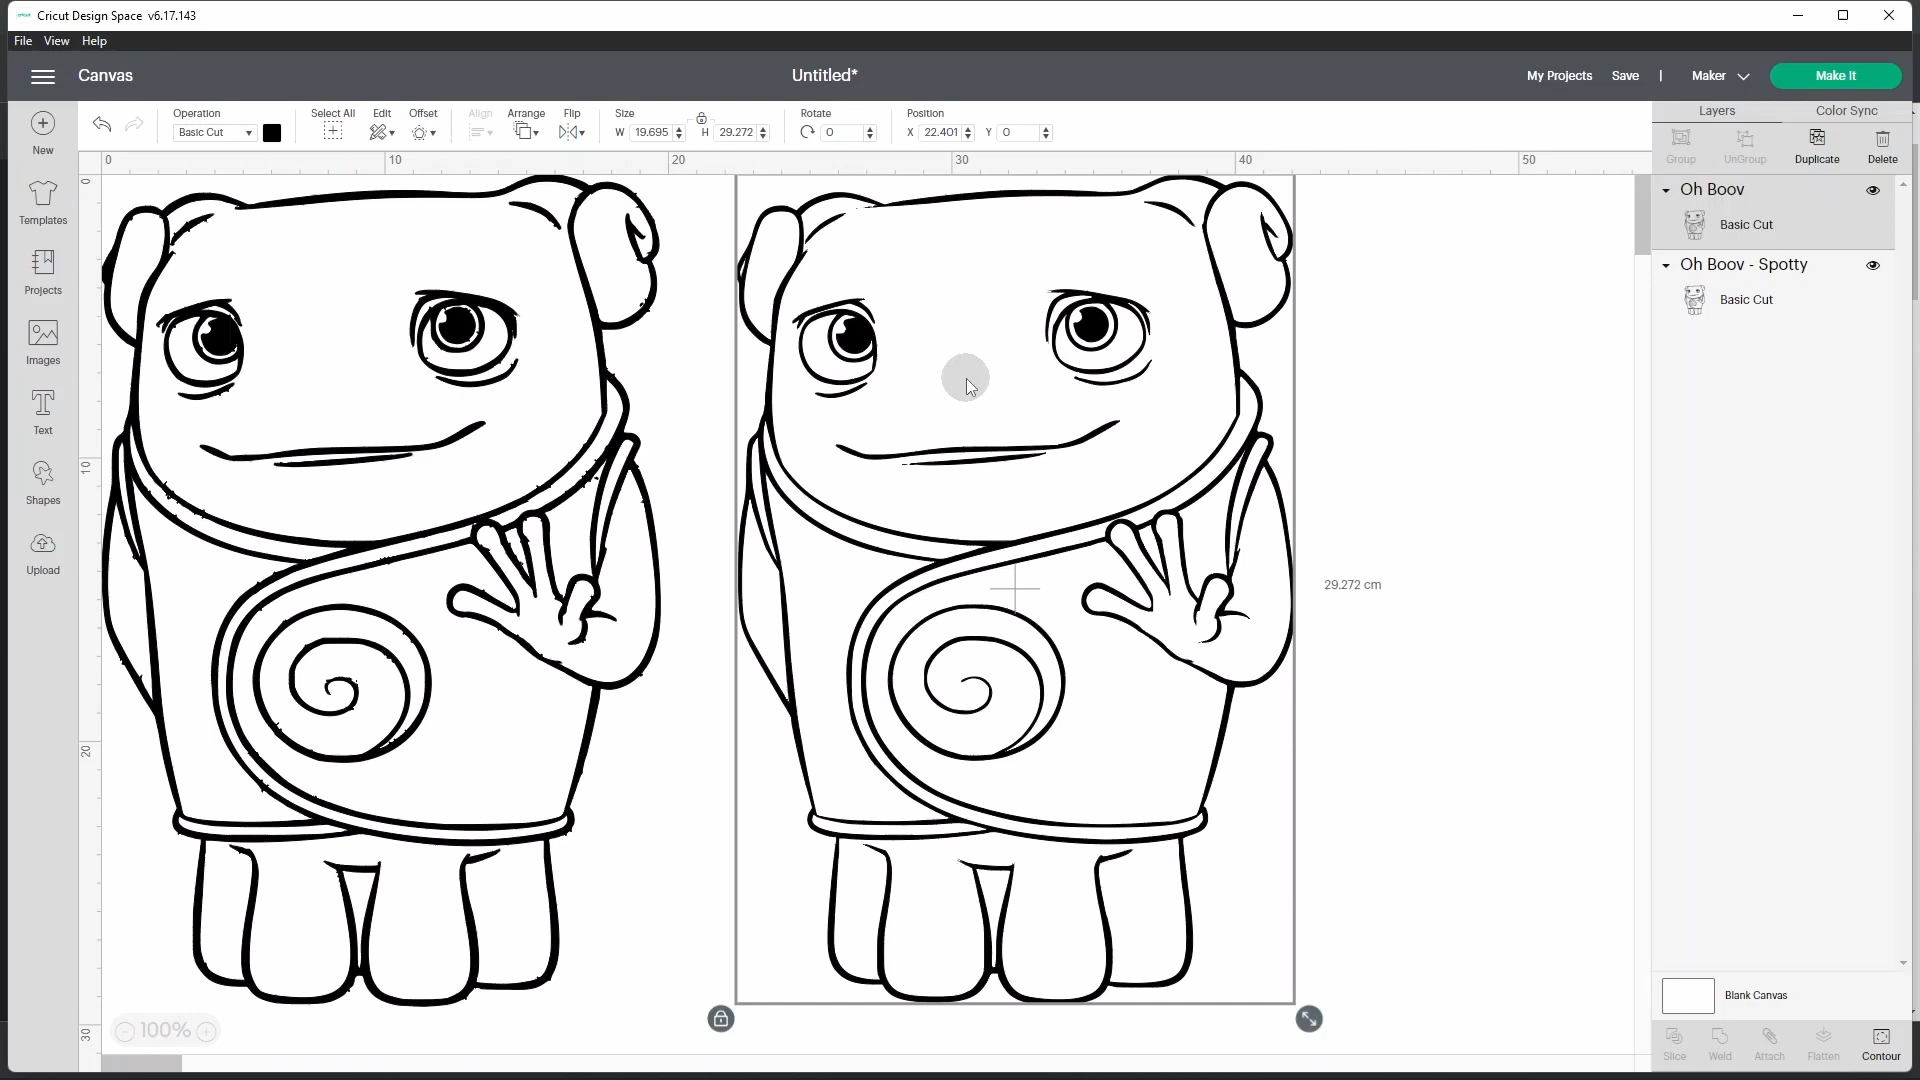 Cricut Design Space v6.17.143
File View Help
Canvas
Untitled*
My Projects Save | Maker Make It
New
Templates
Projects
Images
Text
Shapes
Upload
Operation
Basic Cut
Select All Edit Offset Align Arrange Flip
Size
W 19.695 H 29.272
Rotate
0
Position
X 22.401 Y 0
Layers Color Sync
Group UnGroup Duplicate Delete
0 10 20 30 40 50
0
10
20
30
Oh Boov
Basic Cut
Oh Boov - Spotty
Basic Cut
29.272 cm
100%
Blank Canvas
Slice Weld Attach Flatten Contour